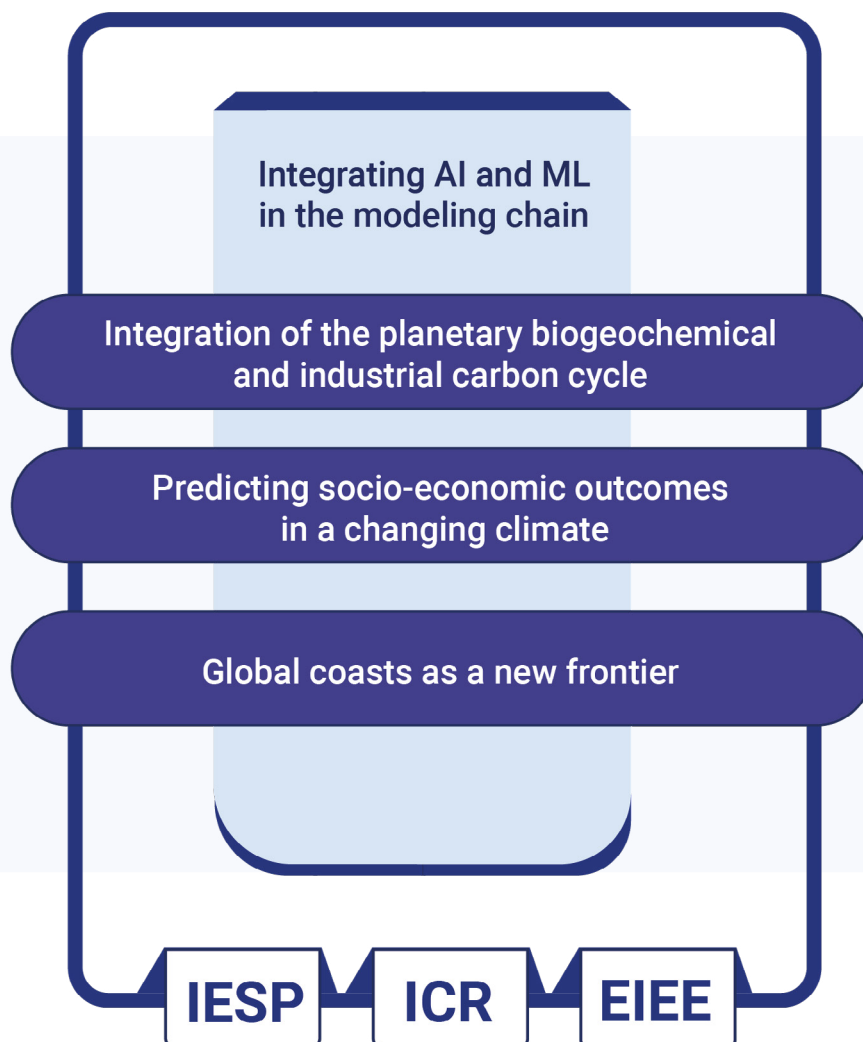 Integrating AI and ML
in the modeling chain
Integration of the planetary biogeochemical
and industrial carbon cycle
Predicting socio-economic outcomes
in a changing climate
Global coasts as a new frontier
IESP
ICR
EIEE